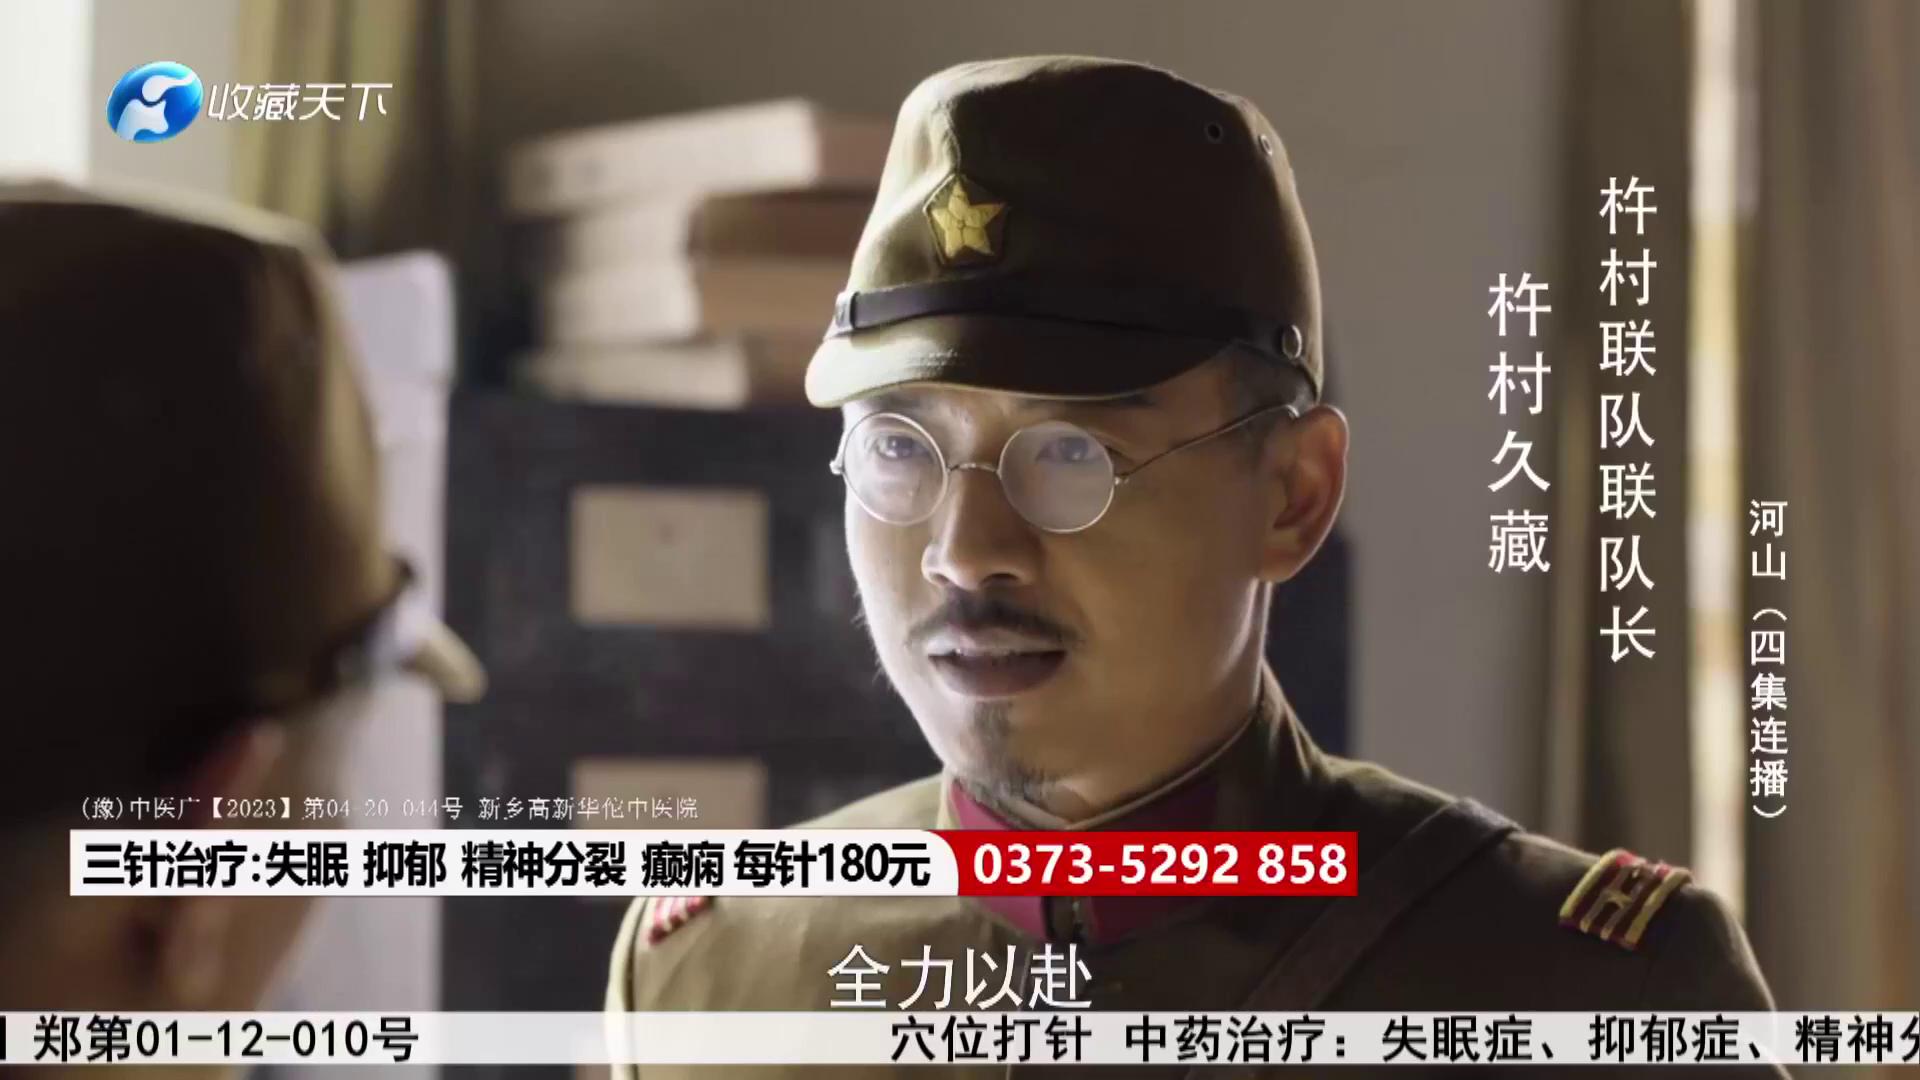 收藏天下
杵村联队联队长
杵村久藏
河山（四集连播）
(豫)中医广【2023】第04-20-044号 新乡高新华佗中医院
三针治疗:失眠 抑郁 精神分裂 癫痫 每针180元
0373-5292 858
全力以赴
郑第01-12-010号
穴位打针 中药治疗：失眠症、抑郁症、精神分